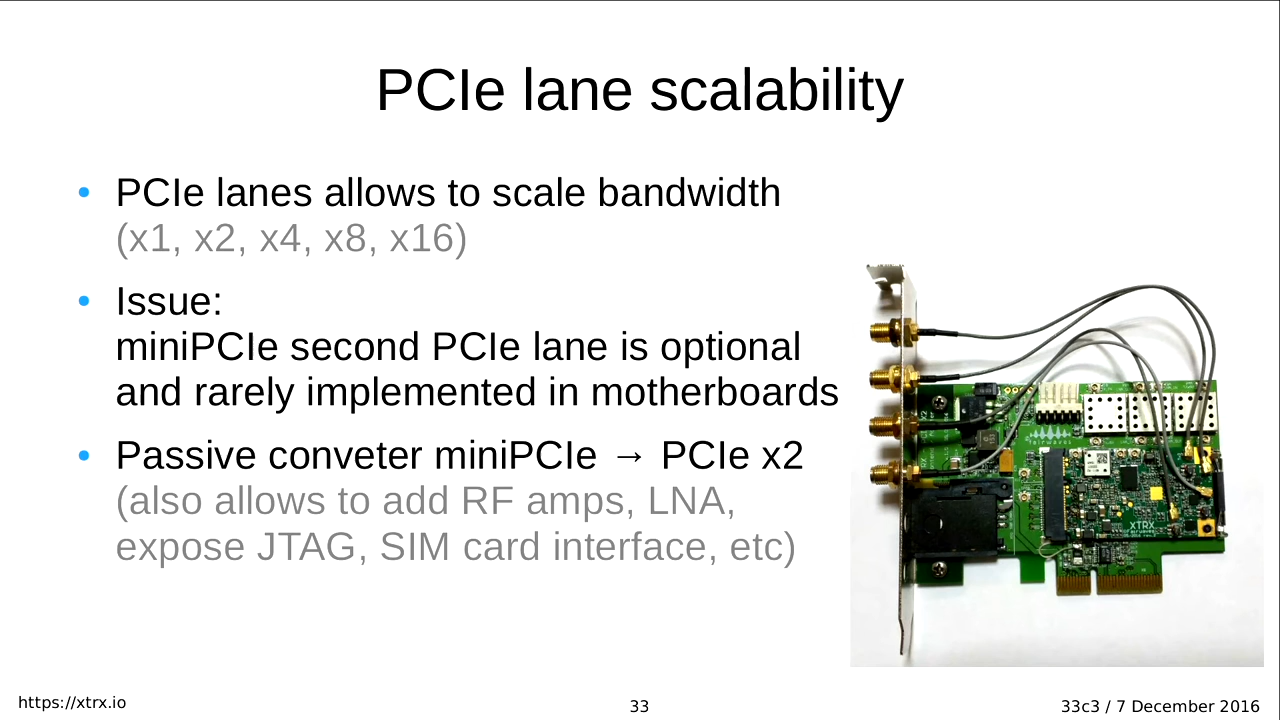 PCIe lane scalability
• PCIe lanes allows to scale bandwidth
(x1, x2, x4, x8, x16)
• Issue:
miniPCIe second PCIe lane is optional
and rarely implemented in motherboards
• Passive conveter miniPCIe → PCIe x2
(also allows to add RF amps, LNA,
expose JTAG, SIM card interface, etc)
fairwaves
XTRX
https://xtrx.io
33
33c3 / 7 December 2016